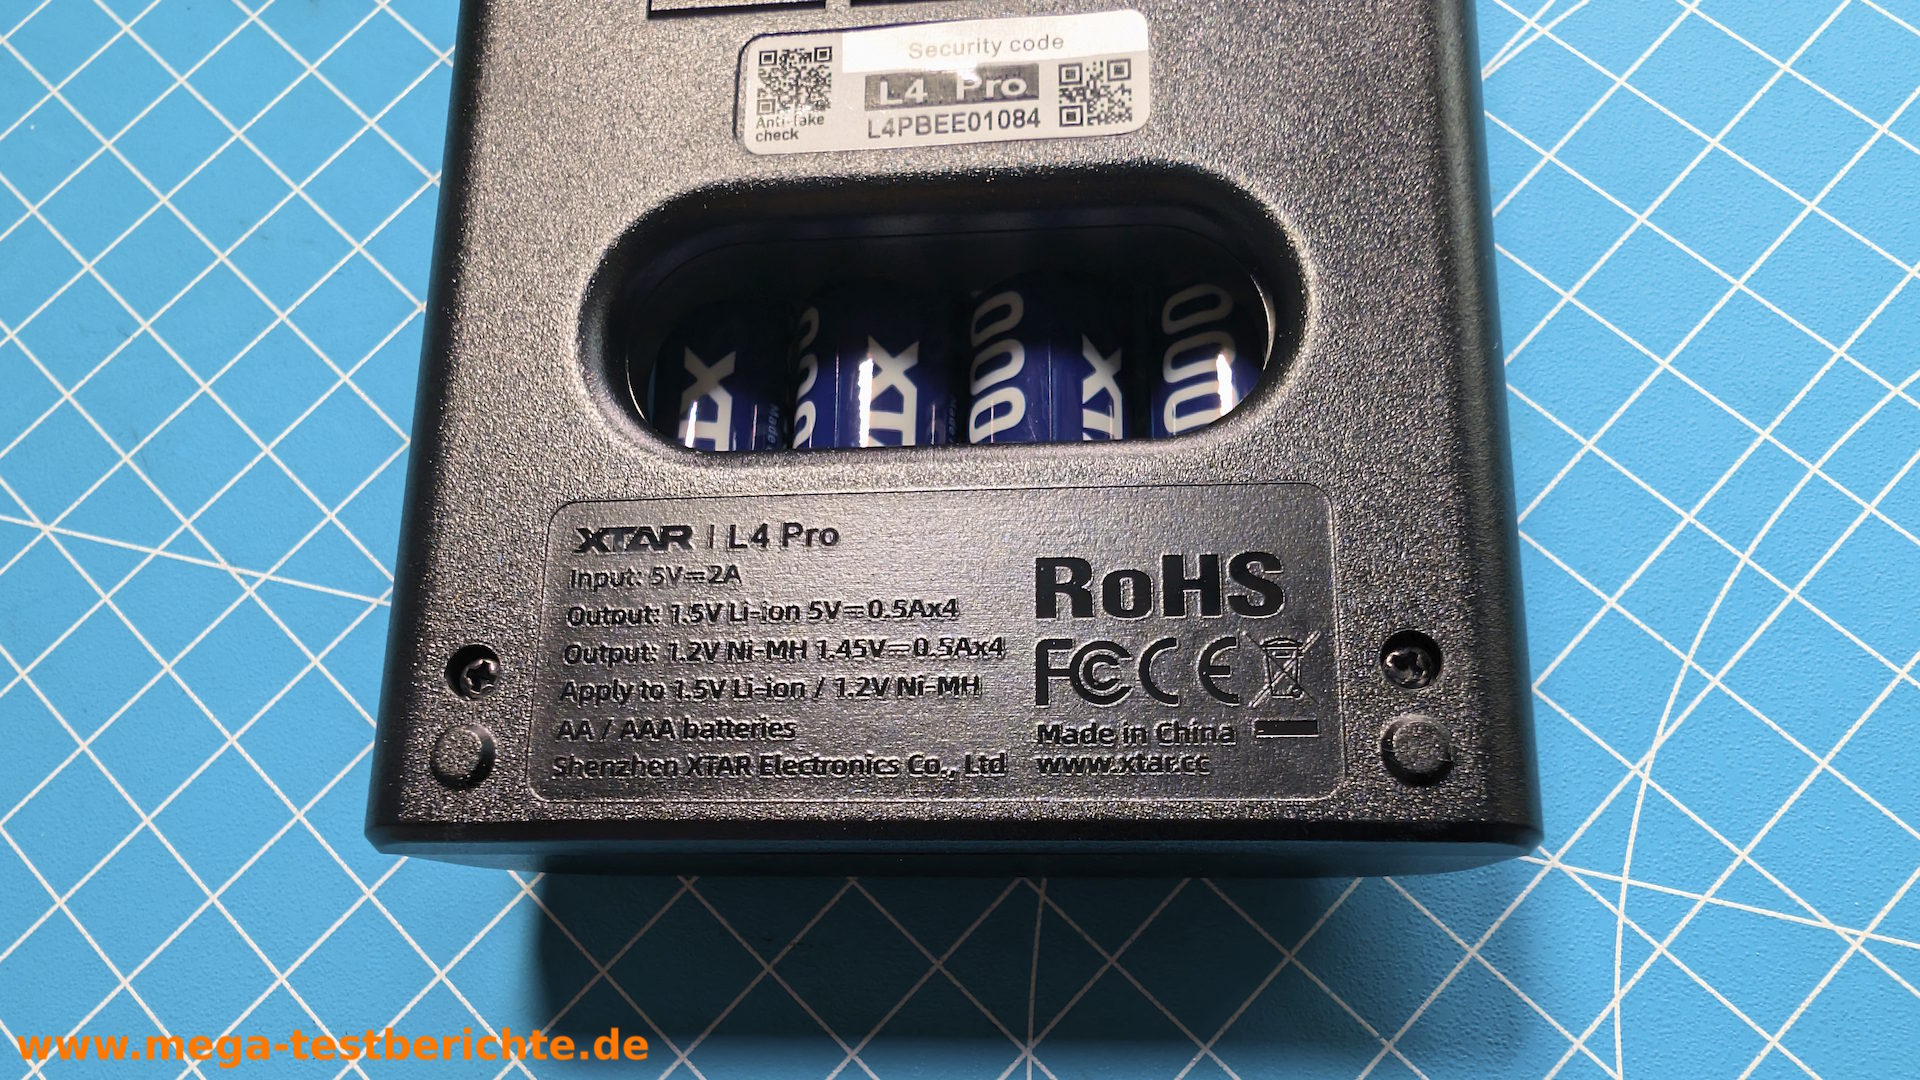 Security code
L4 Pro
Anti-fake
check
L4PBEE01084
000
000
XTAR | L4 Pro
Input: 5V⎓2A
Output: 1.5V Li-ion 5V⎓0.5Ax4
Output: 1.2V Ni-MH 1.45V⎓0.5Ax4
Apply to 1.5V Li-ion / 1.2V Ni-MH
AA / AAA batteries
Shenzhen XTAR Electronics Co., Ltd
RoHS
FC CE
Made in China
www.xtar.cc
www.mega-testberichte.de